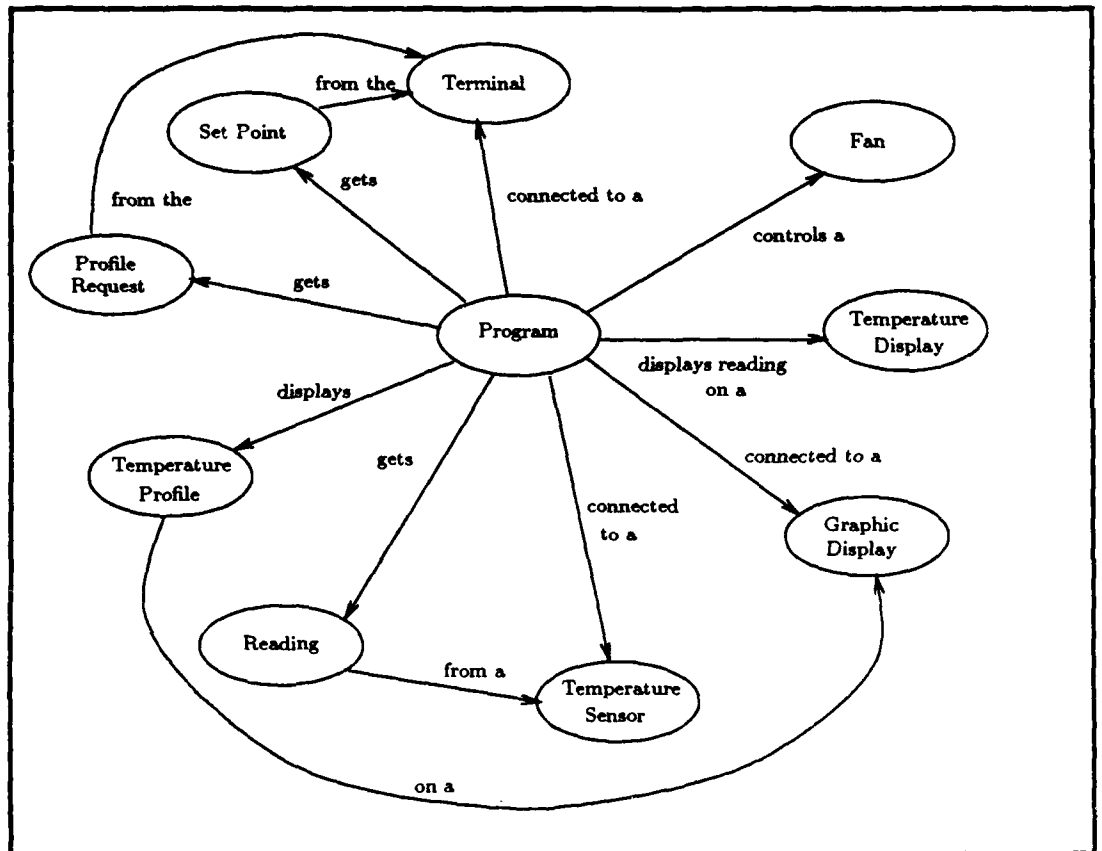 from the
Terminal
Set Point
Fan
gets
connected to a
from the
controls a
Profile
Request
gets
Program
Temperature
Display
displays reading
on a
displays
gets
connected to a
Temperature
Profile
connected
to a
Graphic
Display
Reading
from a
Temperature
Sensor
on a